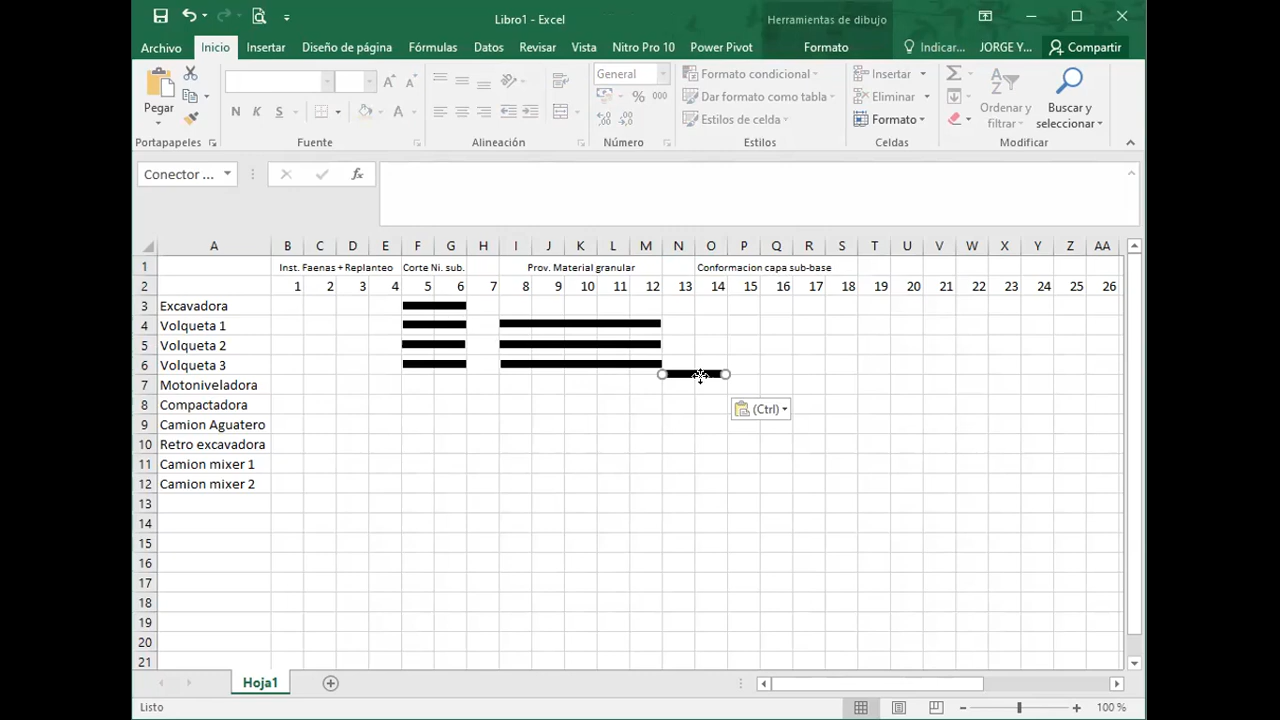 Libro1 - Excel
Herramientas de dibujo
Archivo Inicio Insertar Diseño de página Fórmulas Datos Revisar Vista Nitro Pro 10 Power Pivot Formato Indicar... JORGE Y... Compartir
Pegar
N K S
General
% 000
Formato condicional
Dar formato como tabla
Estilos de celda
Insertar
Eliminar
Formato
Ordenar y filtrar
Buscar y seleccionar
Portapapeles Fuente Alineación Número Estilos Celdas Modificar
Conector ... fx
A B C D E F G H I J K L M N O P Q R S T U V W X Y Z AA
1 Inst. Faenas + Replanteo Corte Ni. sub. Prov. Material granular Conformacion capa sub-base
2 1 2 3 4 5 6 7 8 9 10 11 12 13 14 15 16 17 18 19 20 21 22 23 24 25 26
3 Excavadora
4 Volqueta 1
5 Volqueta 2
6 Volqueta 3
7 Motoniveladora
8 Compactadora
(Ctrl)
9 Camion Aguatero
10 Retro excavadora
11 Camion mixer 1
12 Camion mixer 2
13
14
15
16
17
18
19
20
21
Hoja1
Listo
100 %